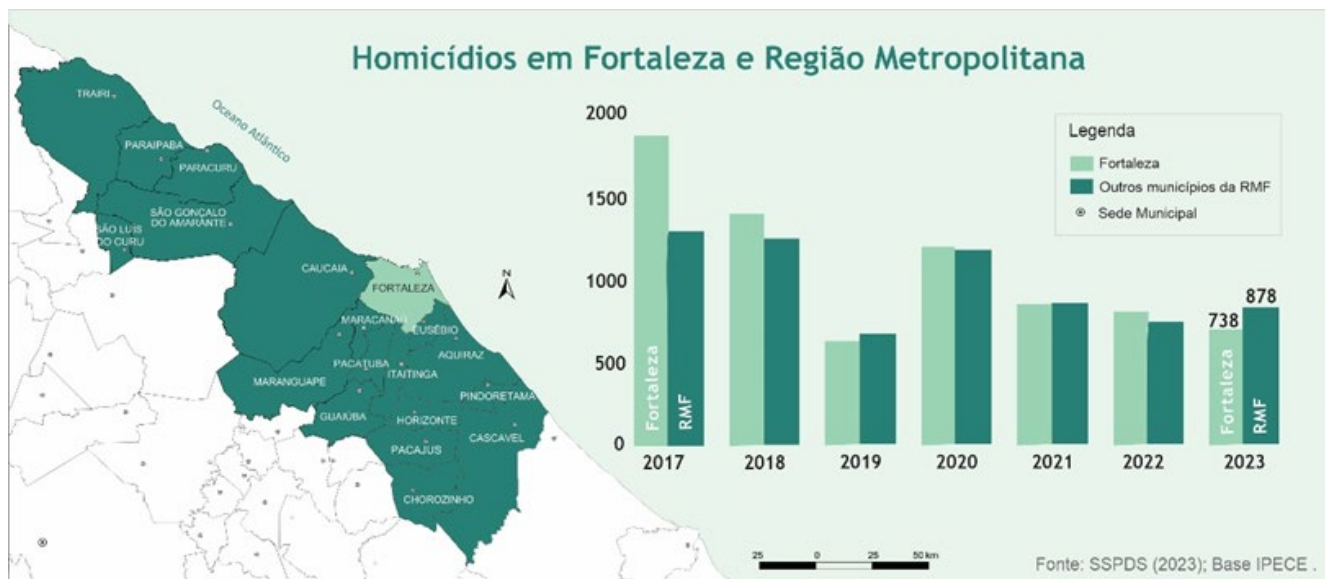 Homicídios em Fortaleza e Região Metropolitana
TRAIRI
PARAIPABA
PARACURU
Oceano Atlântico
SÃO GONÇALO
DO AMARANTE
SÃO LUIS
DO CURU
CAUCAIA
FORTALEZA
MARACANAÚ
EUSÉBIO
AQUIRAZ
PACATUBA
ITAITINGA
MARANGUAPE
PINDORETAMA
GUAIÚBA
HORIZONTE
CASCAVEL
PACAJUS
CHOROZINHO
N
2000
1500
1000
500
0
Fortaleza
RMF
738
878
Fortaleza
RMF
2017 2018 2019 2020 2021 2022 2023
Legenda
Fortaleza
Outros municípios da RMF
Sede Municipal
25 0 25 50 km
Fonte: SSPDS (2023); Base IPECE .